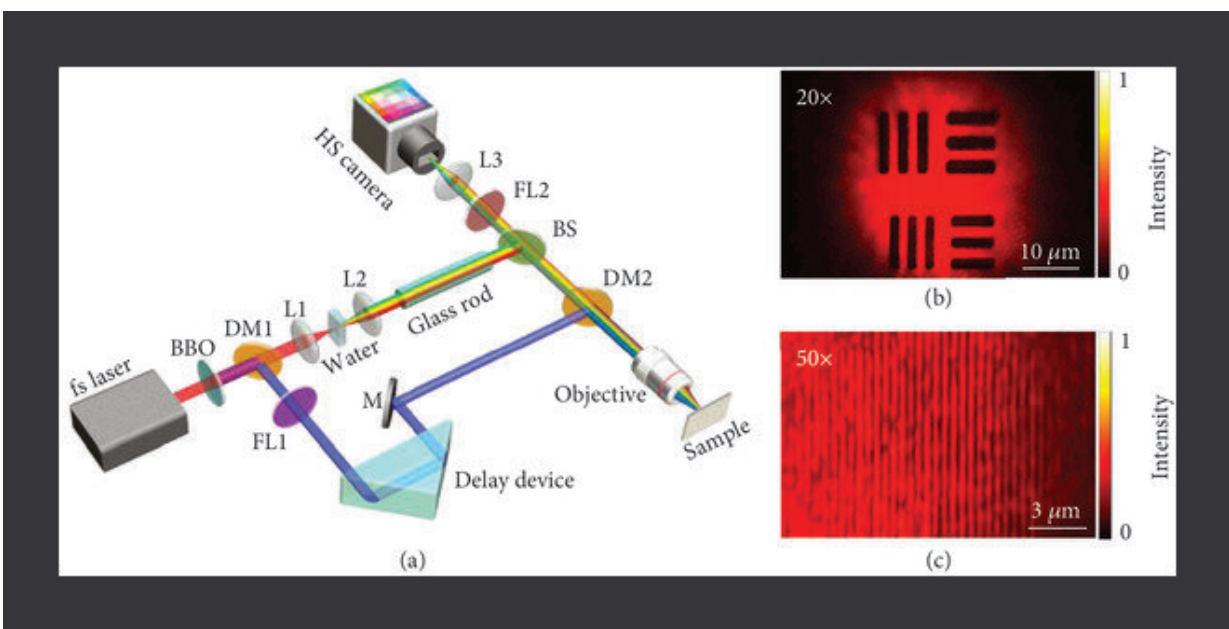 HS camera
L3
FL2
BS
DM2
L2
L1
Glass rod
Water
DM1
BBO
fs laser
FL1
M
Delay device
Objective
Sample
(a)
20×
10 μm
1
0
Intensity
(b)
50×
3 μm
1
0
Intensity
(c)